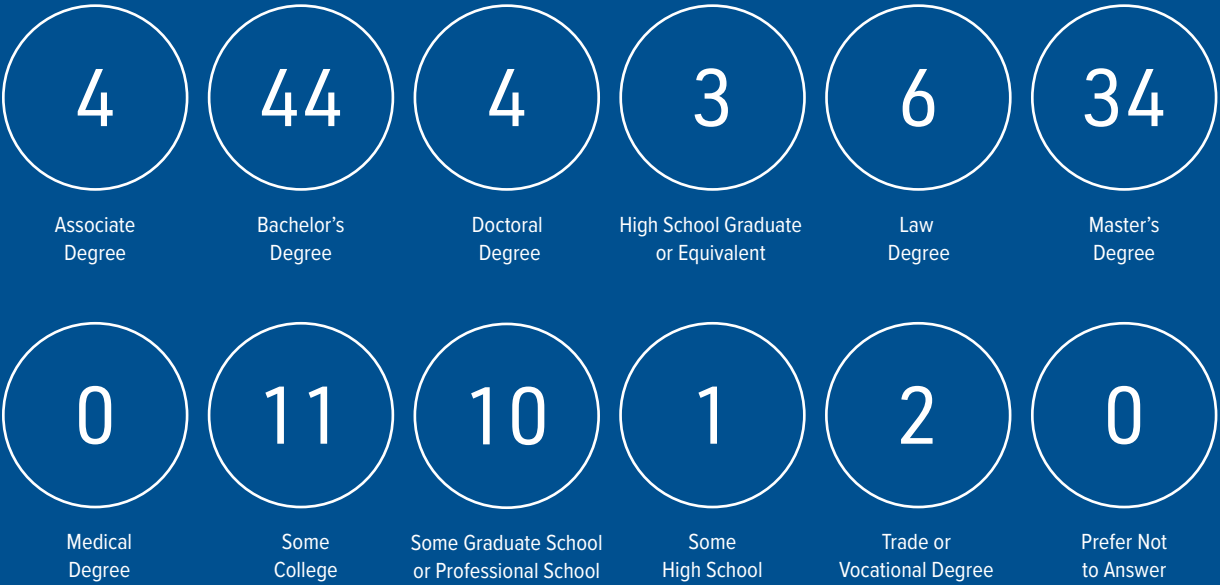 4
44
4
3
6
34
Associate
Degree
Bachelor’s
Degree
Doctoral
Degree
High School Graduate
or Equivalent
Law
Degree
Master’s
Degree
0
11
10
1
2
0
Medical
Degree
Some
College
Some Graduate School
or Professional School
Some
High School
Trade or
Vocational Degree
Prefer Not
to Answer